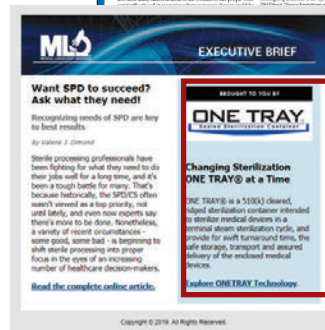 MLO
EXECUTIVE BRIEF
Want SPD to succeed?
Ask what they need!
Recognizing needs of SPD are key
to best results
By Valerie J. Dimond
Sterile processing professionals have
been fighting for what they need to do
their jobs well for a long time, and it's
been a tough battle for many. That's
because historically, the SPD/CS often
wasn't viewed as a top priority, not
until lately, and even now experts say
there's more to be done. Nonetheless,
a variety of recent circumstances -
some good, some bad - is beginning to
shift sterile processing into proper
focus in the eyes of an increasing
number of healthcare decision-makers.
Read the complete online article.
BROUGHT TO YOU BY
ONE TRAY
Sealed Sterilization Container
Changing Sterilization
ONE TRAY® at a Time
ONE TRAY® is a 510(k) cleared,
ridged sterilization container intended
to sterilize medical devices in a
terminal steam sterilization cycle, and
provide for swift turnaround time, the
safe storage, transport and assured
delivery of the enclosed medical
devices.
Explore ONETRAY Technology.
Copyright © 2018. All Rights Reserved.